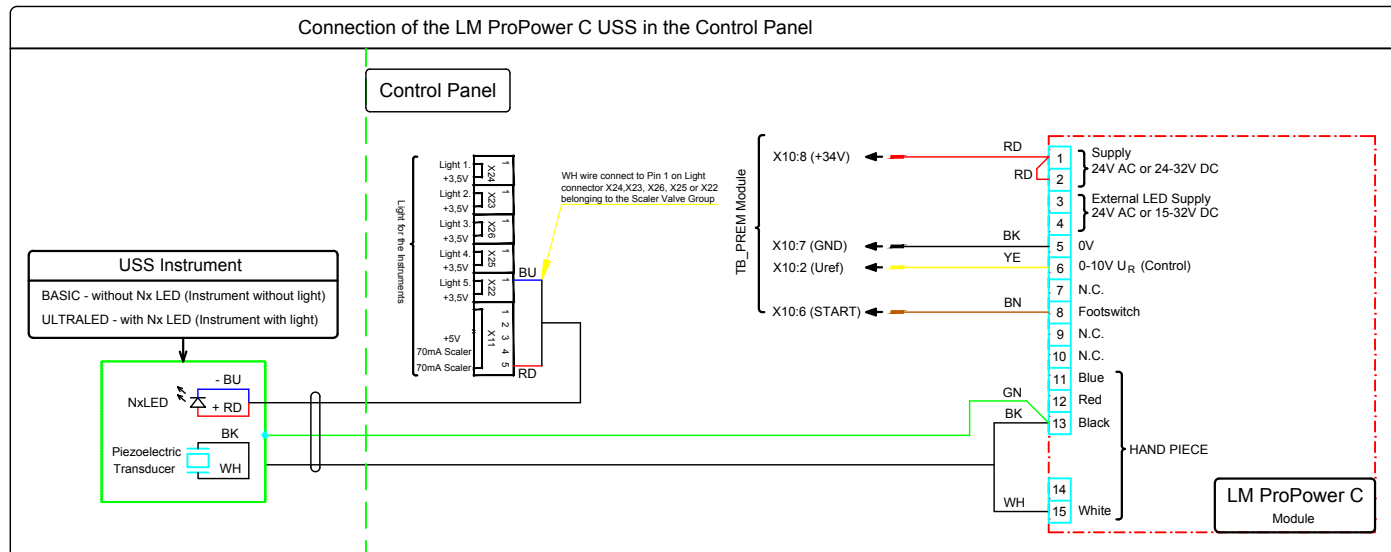 Connection of the LM ProPower C USS in the Control Panel
Control Panel
USS Instrument
BASIC - without Nx LED (Instrument without light)
ULTRALED - with Nx LED (Instrument with light)
NxLED
- BU
+ RD
BK
Piezoelectric
Transducer
WH
Light for the Instruments
Light 1.
+3,5V
X24
1
Light 2.
+3,5V
X23
1
Light 3.
+3,5V
X26
1
Light 4.
+3,5V
X25
1
Light 5.
+3,5V
X22
1
BU
+5V
70mA Scaler
70mA Scaler
X11
1
2
3
4
5
RD
WH wire connect to Pin 1 on Light
connector X24,X23, X26, X25 or X22
belonging to the Scaler Valve Group
TB_PREM Module
X10:8 (+34V)
X10:7 (GND)
X10:2 (Uref)
X10:6 (START)
RD
RD
BK
YE
BN
GN
BK
WH
1
2
Supply
24V AC or 24-32V DC
3
4
External LED Supply
24V AC or 15-32V DC
5 0V
6 0-10V UR (Control)
7 N.C.
8 Footswitch
9 N.C.
10 N.C.
11 Blue
12 Red
13 Black
14
15 White
HAND PIECE
LM ProPower C
Module